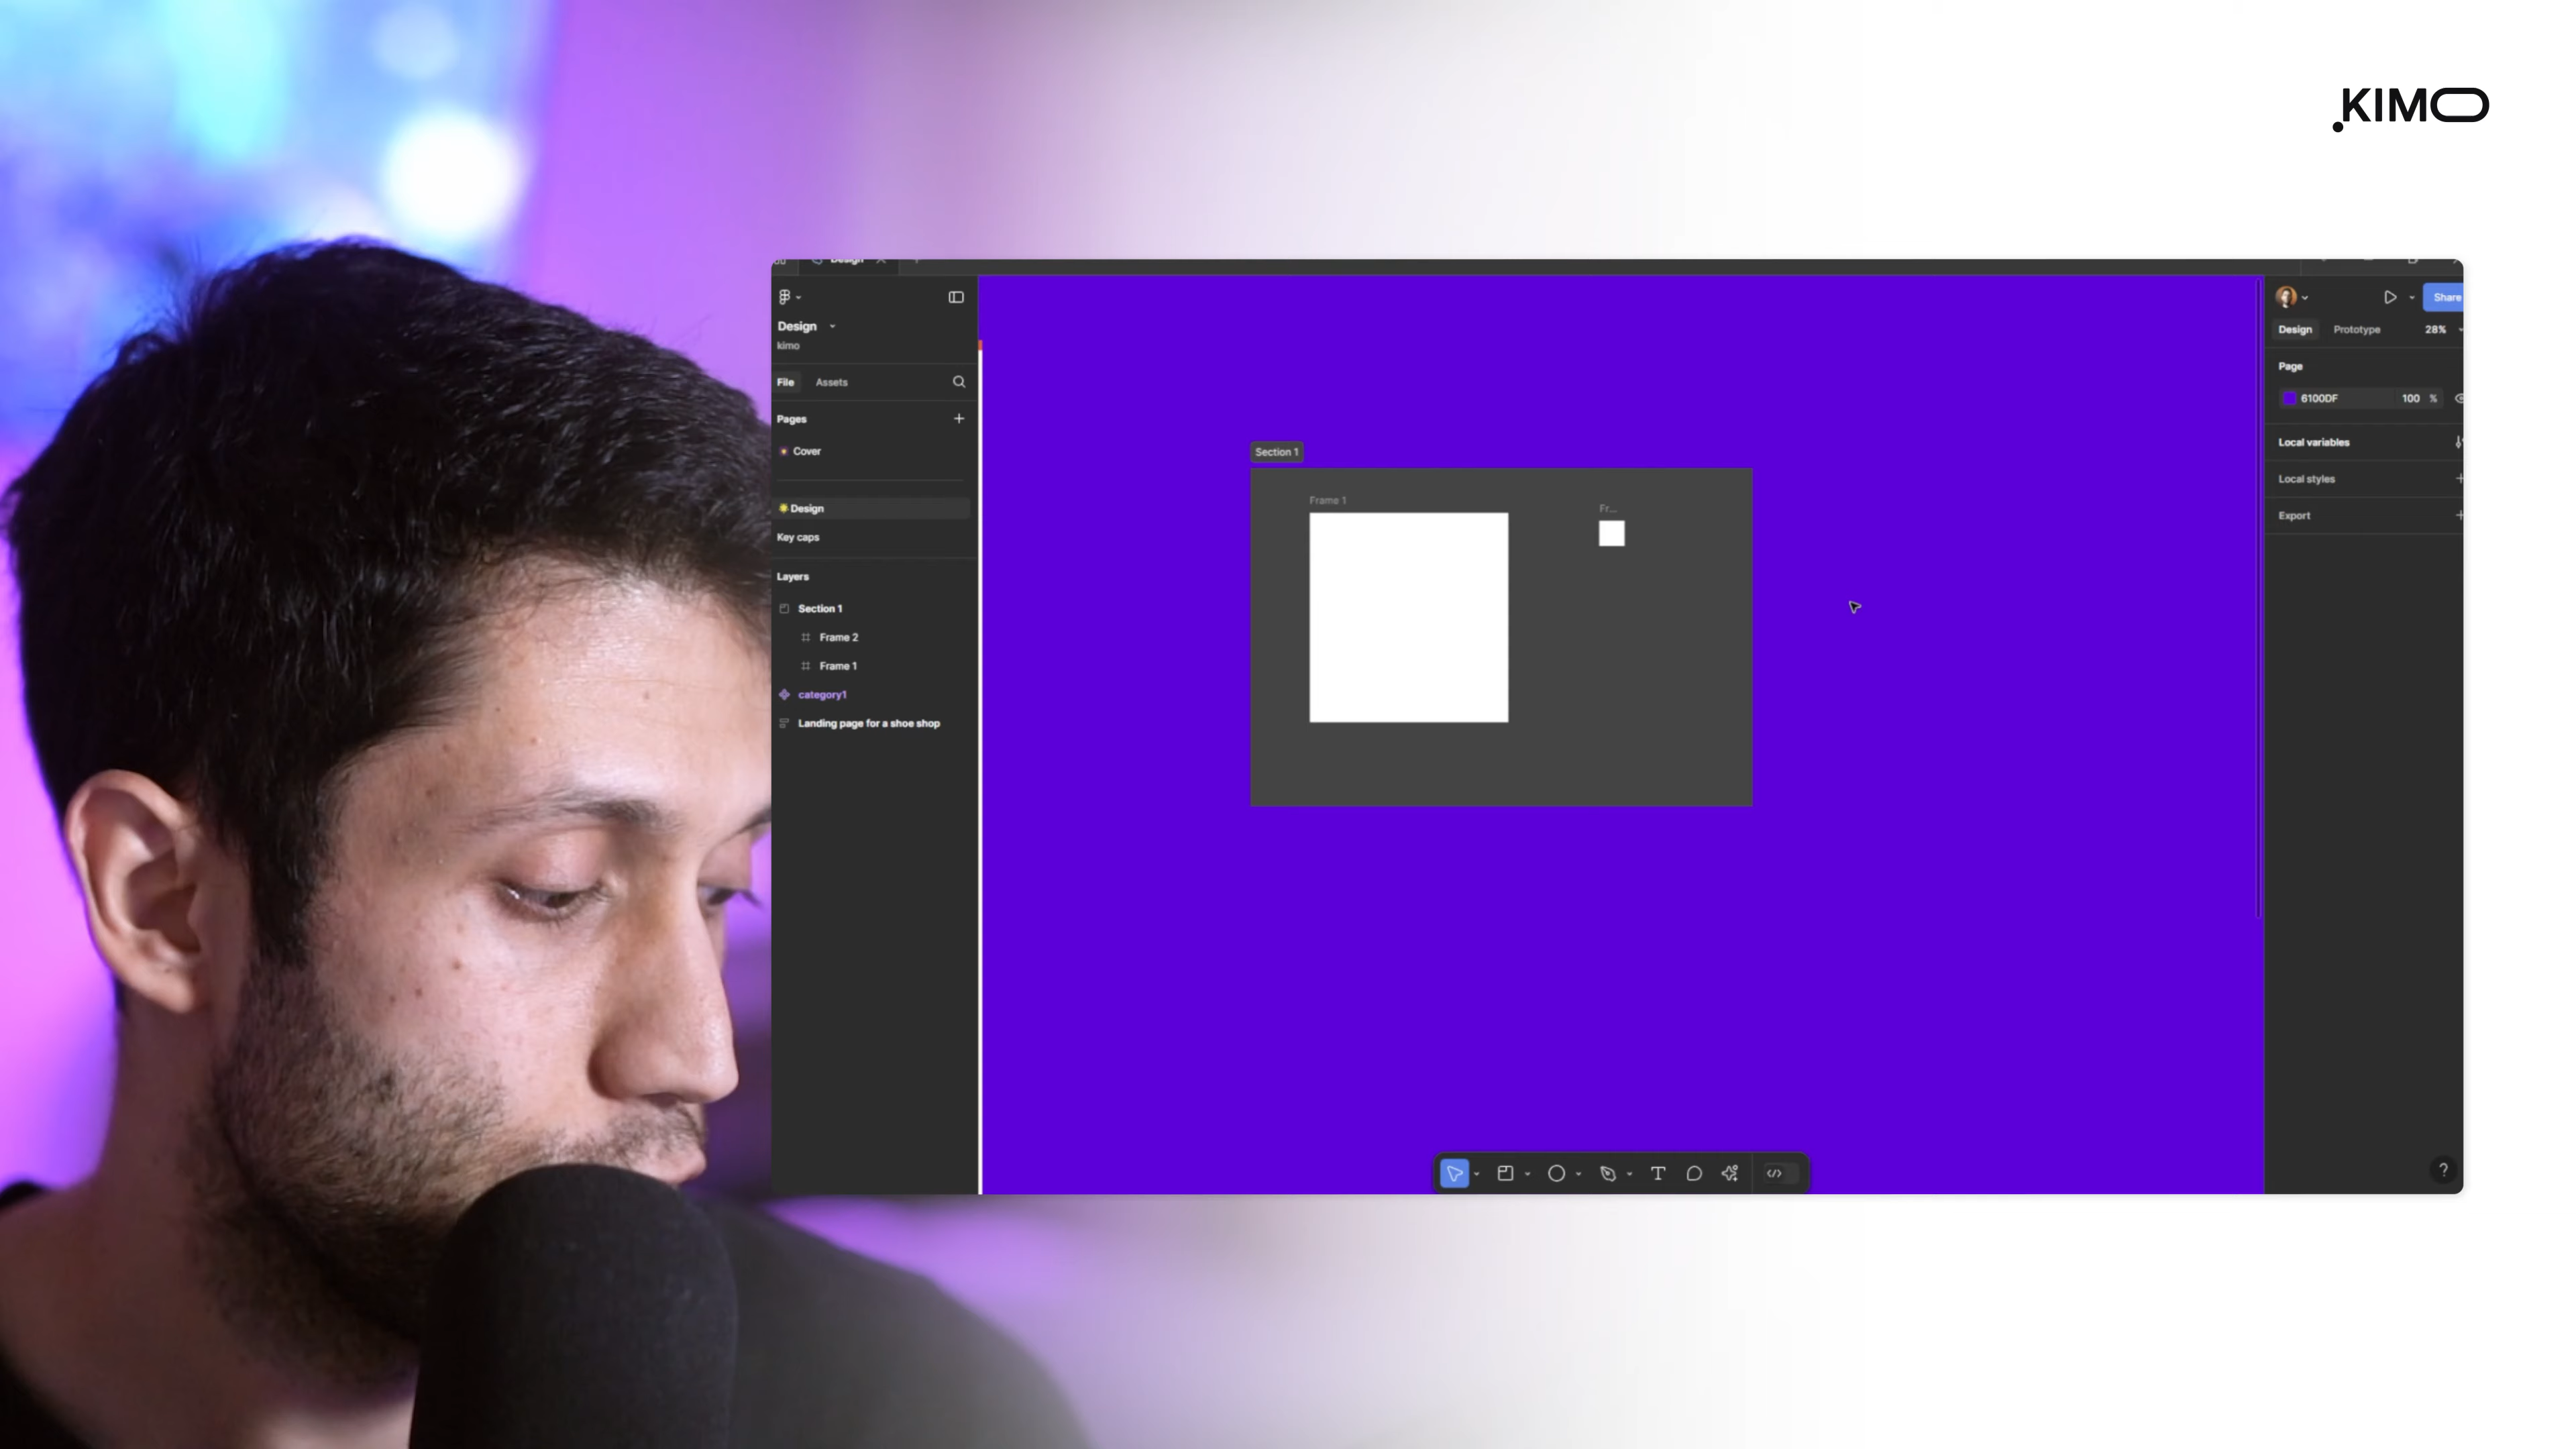 KIMO
Design
Design
kimo
File
Assets
Pages
Cover
Design
Key caps
Layers
Section 1
Frame 2
Frame 1
category1
Landing page for a shoe shop
Section 1
Frame 1
Fr...
Share
Design
Prototype
28%
Page
6100DF
100
%
Local variables
Local styles
Export
T
?